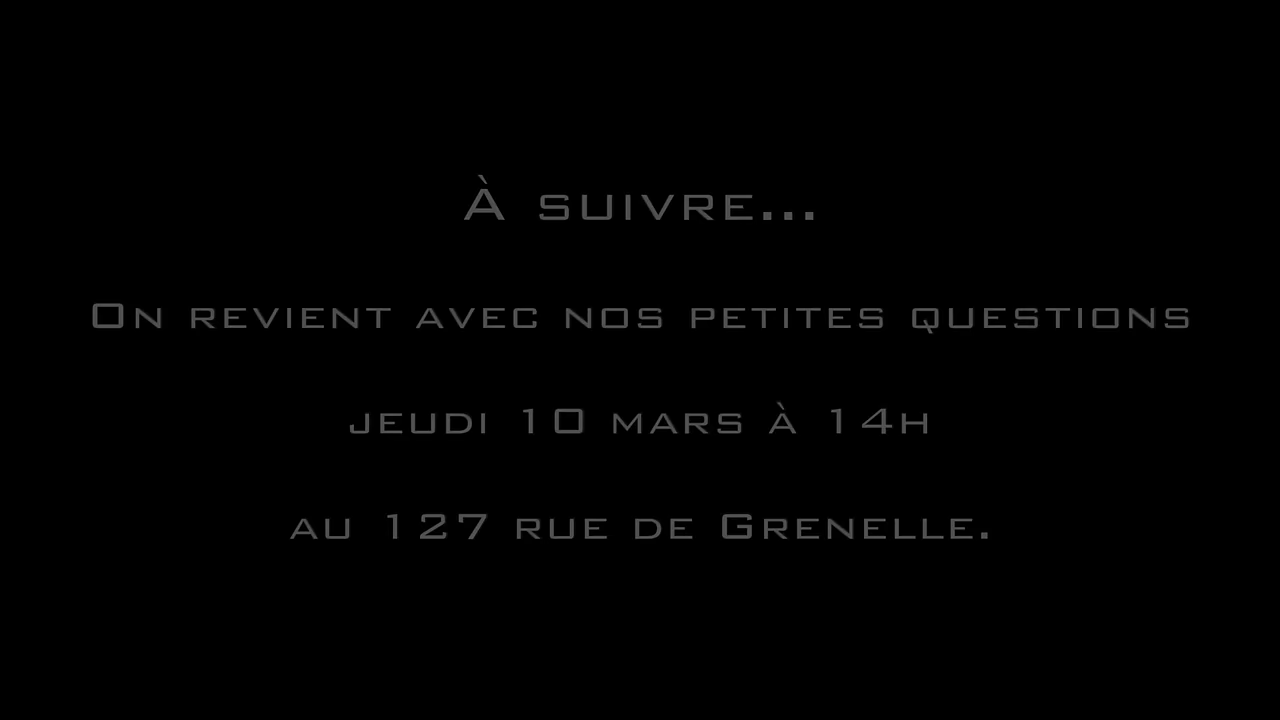 À suivre...
On revient avec nos petites questions
jeudi 10 mars à 14h
au 127 rue de Grenelle.